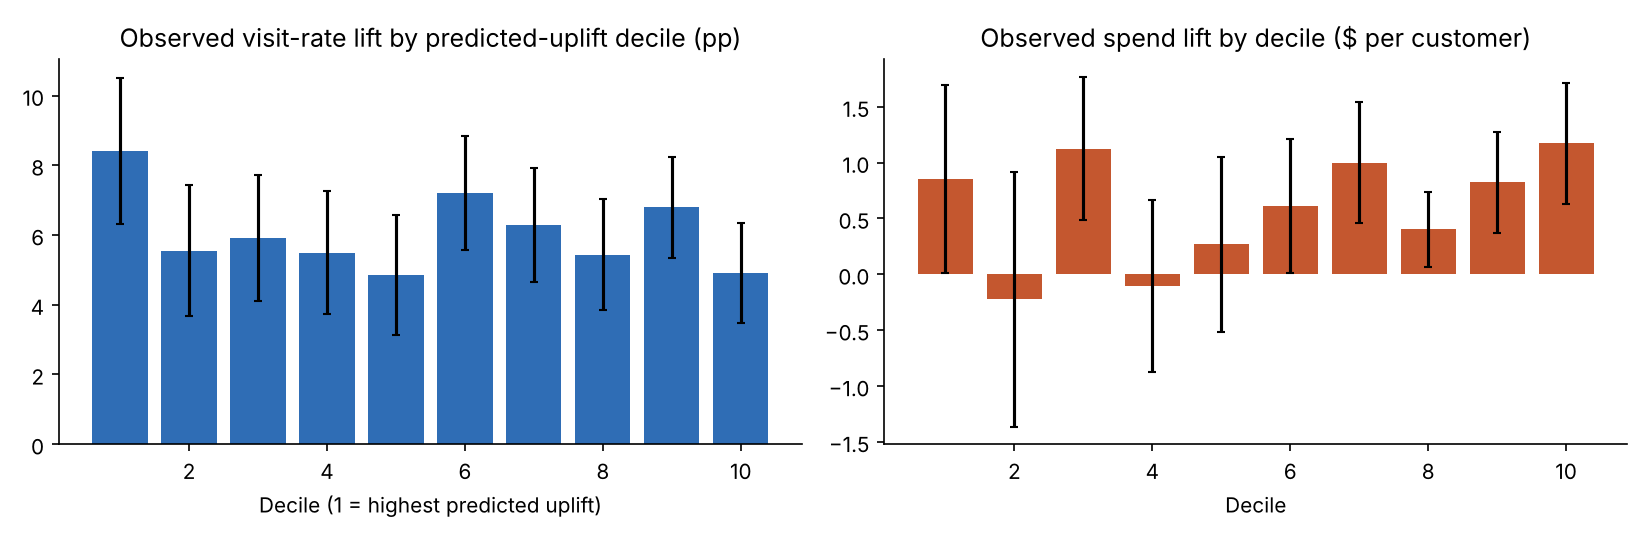 Observed visit-rate lift by predicted-uplift decile (pp)
10
8
6
4
2
0
2 4 6 8 10
Decile (1 = highest predicted uplift)
Observed spend lift by decile ($ per customer)
1.5
1.0
0.5
0.0
−0.5
−1.0
−1.5
2 4 6 8 10
Decile